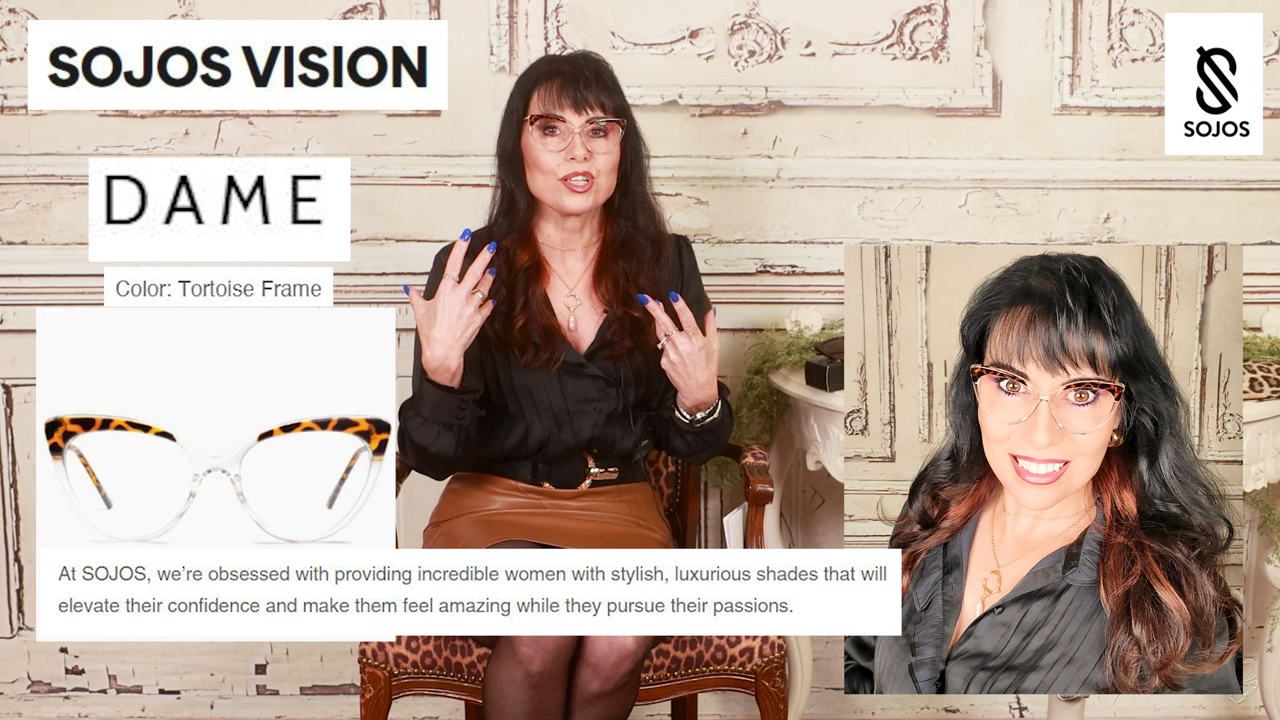 SOJOS VISION
SOJOS
DAME
Color: Tortoise Frame
At SOJOS, we’re obsessed with providing incredible women with stylish, luxurious shades that will
elevate their confidence and make them feel amazing while they pursue their passions.